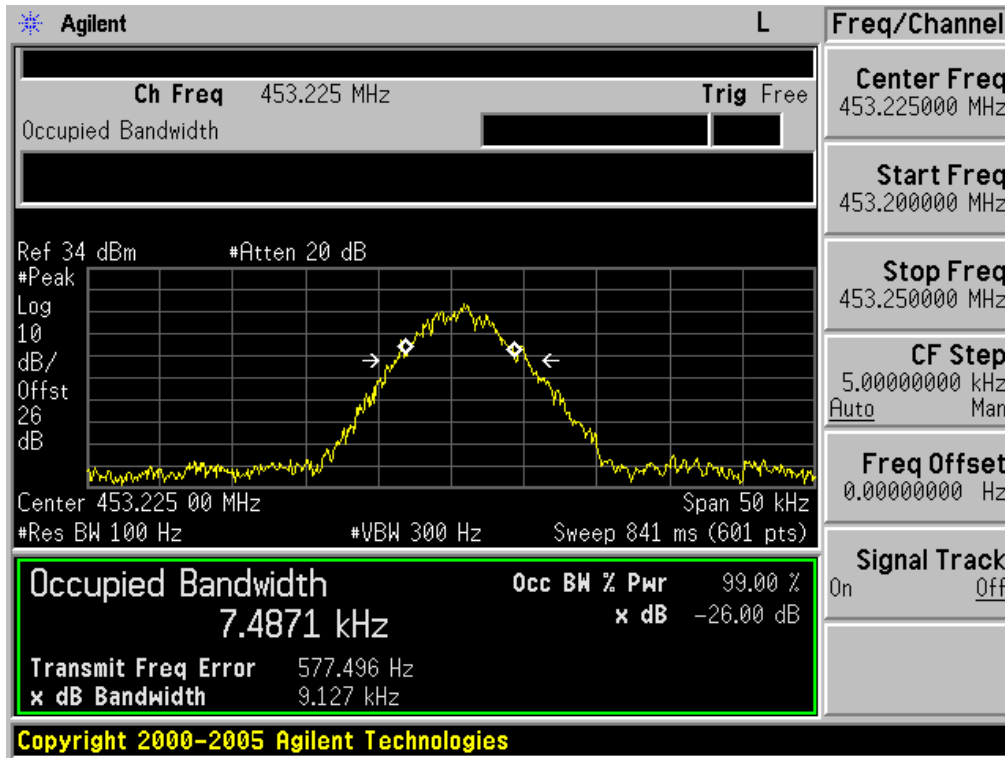 Agilent L Freq/Channel
Ch Freq 453.225 MHz Trig Free
Occupied Bandwidth
Center Freq
453.225000 MHz
Start Freq
453.200000 MHz
Stop Freq
453.250000 MHz
CF Step
5.00000000 kHz
Auto Man
Freq Offset
0.00000000 Hz
Signal Track
On Off
Ref 34 dBm #Atten 20 dB
#Peak
Log
10
dB/
Offst
26
dB
Center 453.225 00 MHz Span 50 kHz
#Res BW 100 Hz #VBW 300 Hz Sweep 841 ms (601 pts)
Occupied Bandwidth Occ BW % Pwr 99.00 %
7.4871 kHz x dB -26.00 dB
Transmit Freq Error 577.496 Hz
x dB Bandwidth 9.127 kHz
Copyright 2000-2005 Agilent Technologies